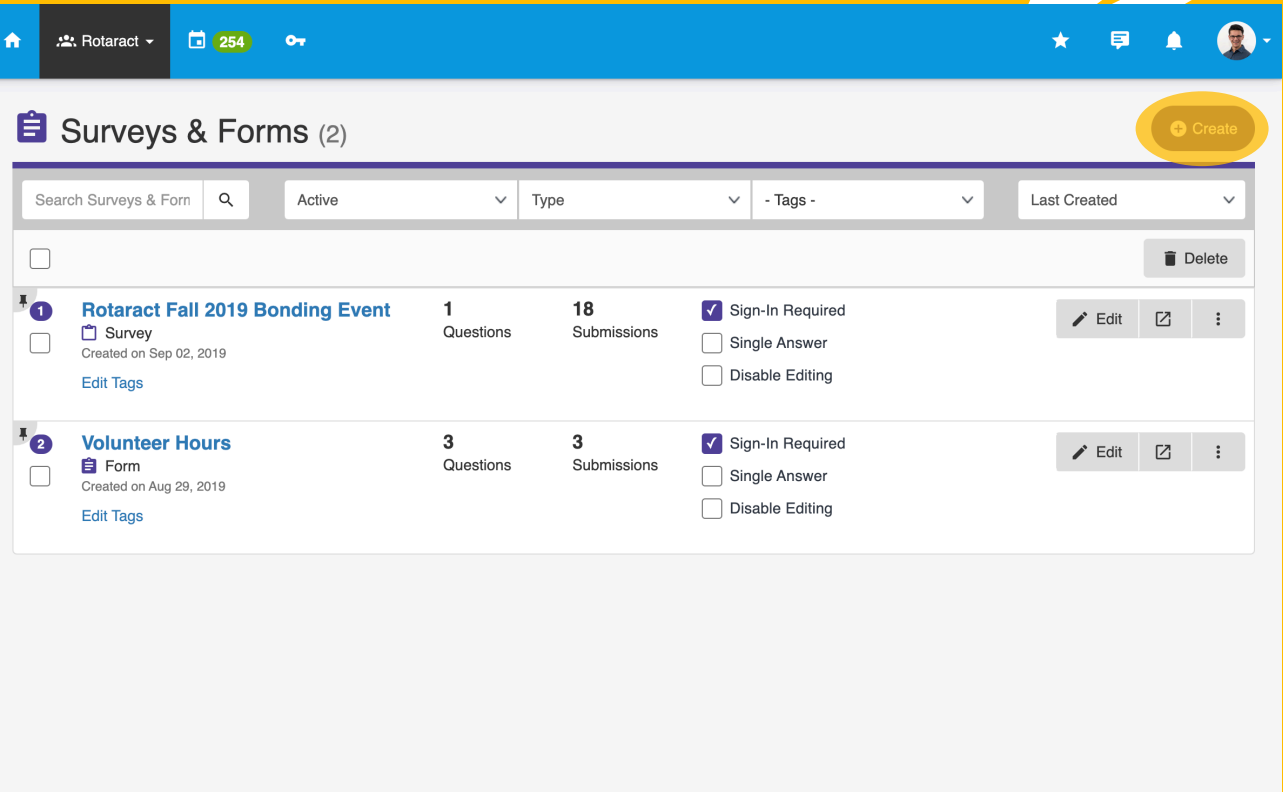 Rotaract
254
Surveys & Forms (2)
Create
Search Surveys & Forn
Active
Type
- Tags -
Last Created
Delete
1
Rotaract Fall 2019 Bonding Event
Survey
Created on Sep 02, 2019
Edit Tags
1
Questions
18
Submissions
Sign-In Required
Single Answer
Disable Editing
Edit
2
Volunteer Hours
Form
Created on Aug 29, 2019
Edit Tags
3
Questions
3
Submissions
Sign-In Required
Single Answer
Disable Editing
Edit